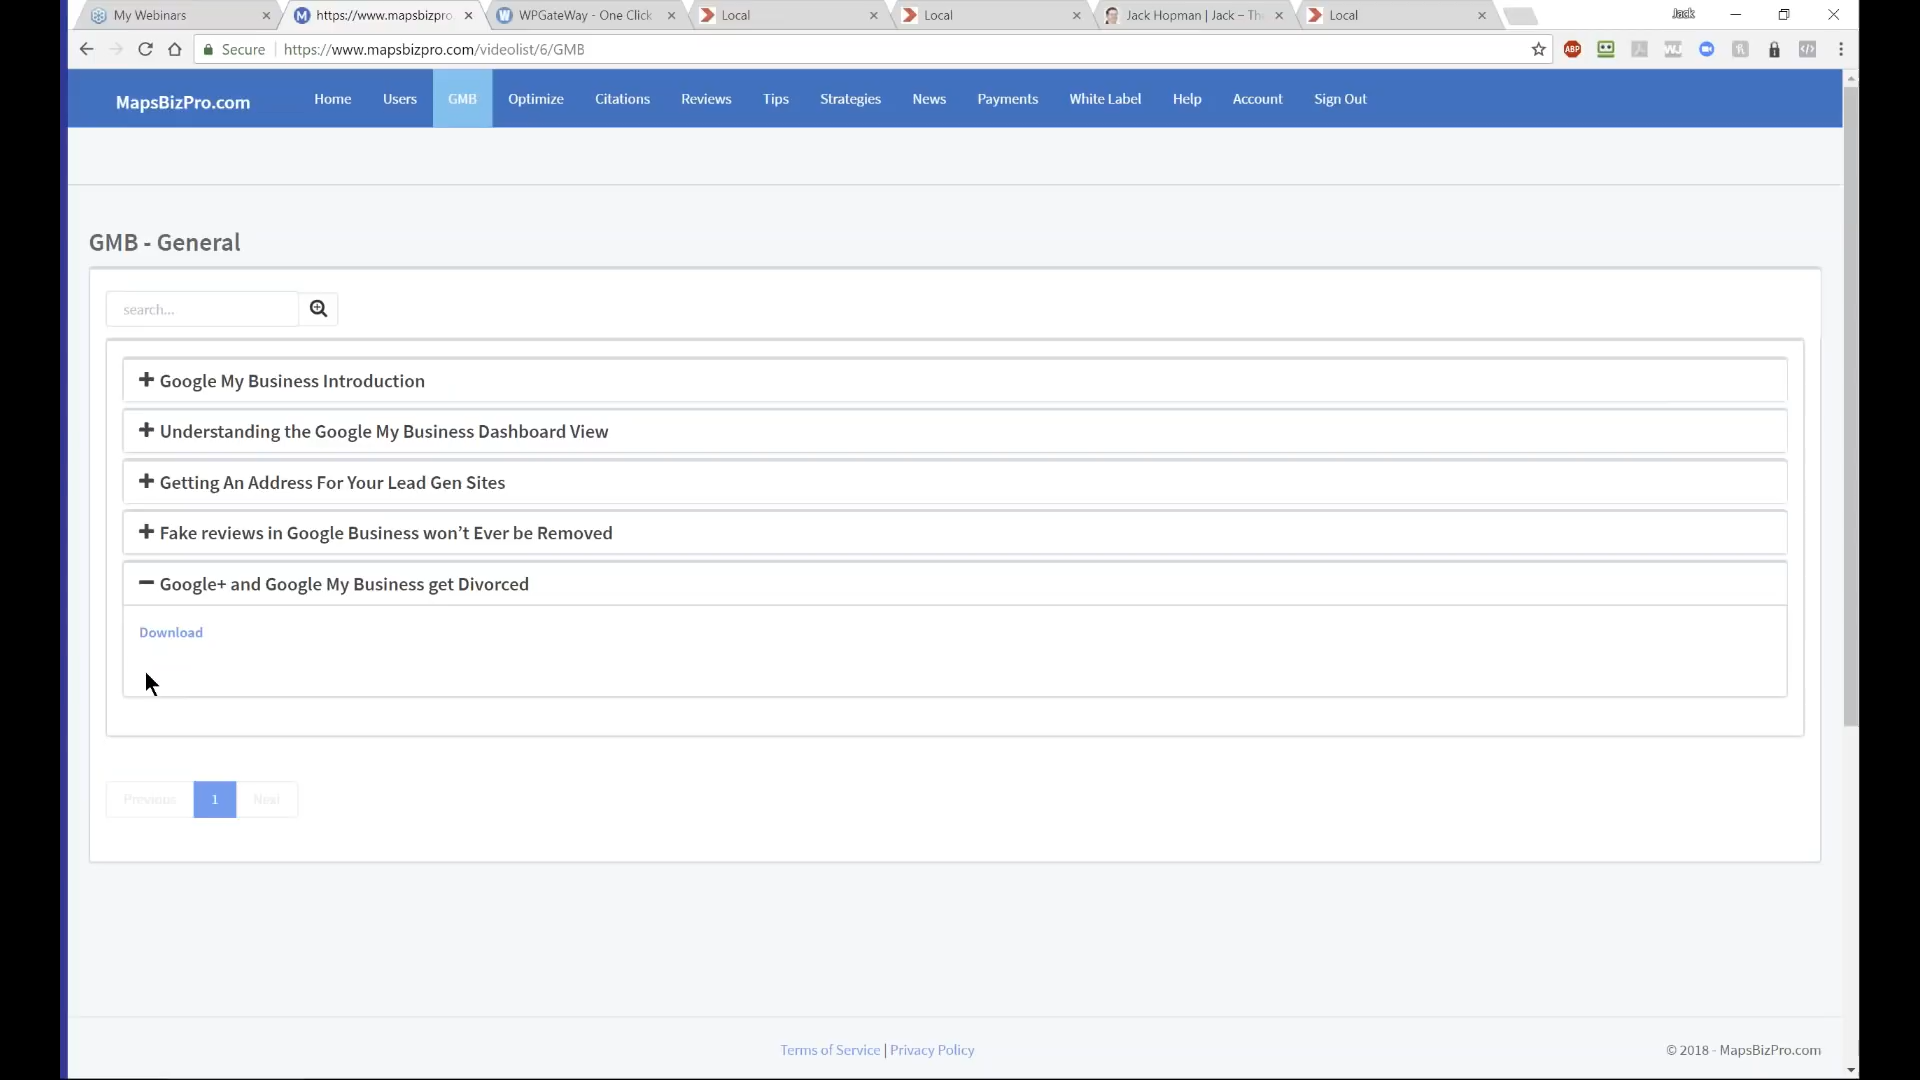 My Webinars
https://www.mapsbizpro.
WPGateWay - One Click
Local
Local
Jack Hopman | Jack – The
Local
Jack
Secure
https://www.mapsbizpro.com/videolist/6/GMB
ABP
MapsBizPro.com
Home
Users
GMB
Optimize
Citations
Reviews
Tips
Strategies
News
Payments
White Label
Help
Account
Sign Out
GMB - General
search...
Google My Business Introduction
Understanding the Google My Business Dashboard View
Getting An Address For Your Lead Gen Sites
Fake reviews in Google Business won’t Ever be Removed
Google+ and Google My Business get Divorced
Download
Previous
1
Next
Terms of Service | Privacy Policy
© 2018 - MapsBizPro.com